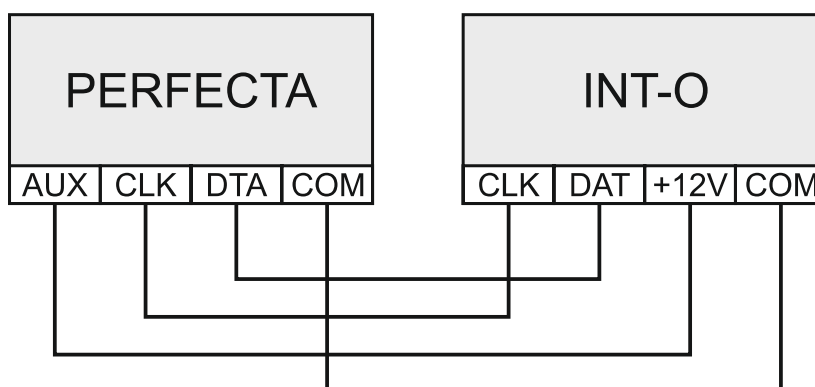 PERFECTA INT-O
AUX CLK DTA COM CLK DAT +12V COM